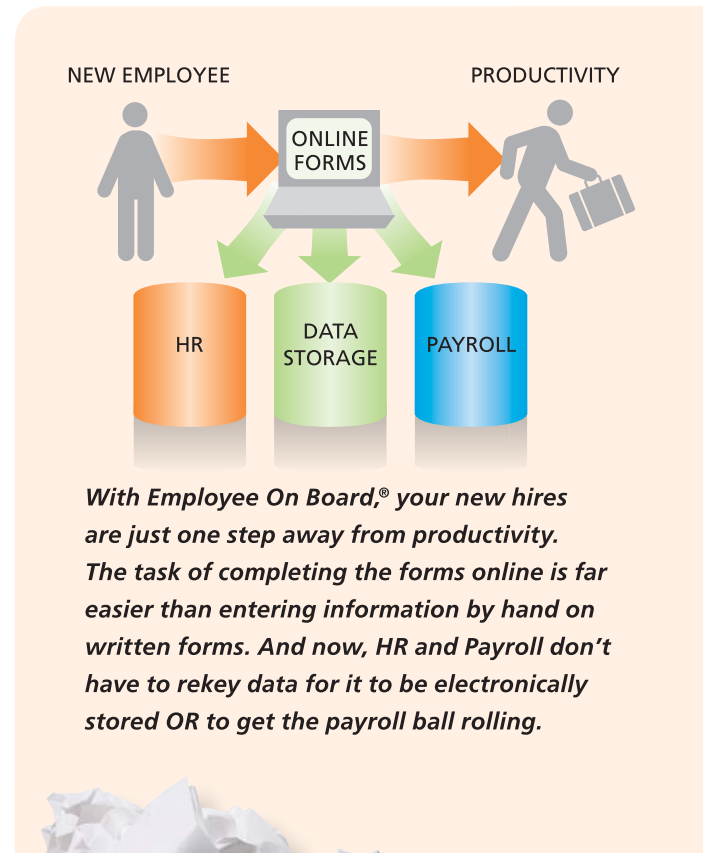 NEW EMPLOYEE
PRODUCTIVITY
ONLINE
FORMS
HR
DATA
STORAGE
PAYROLL
With Employee On Board,® your new hires
are just one step away from productivity.
The task of completing the forms online is far
easier than entering information by hand on
written forms. And now, HR and Payroll don’t
have to rekey data for it to be electronically
stored OR to get the payroll ball rolling.